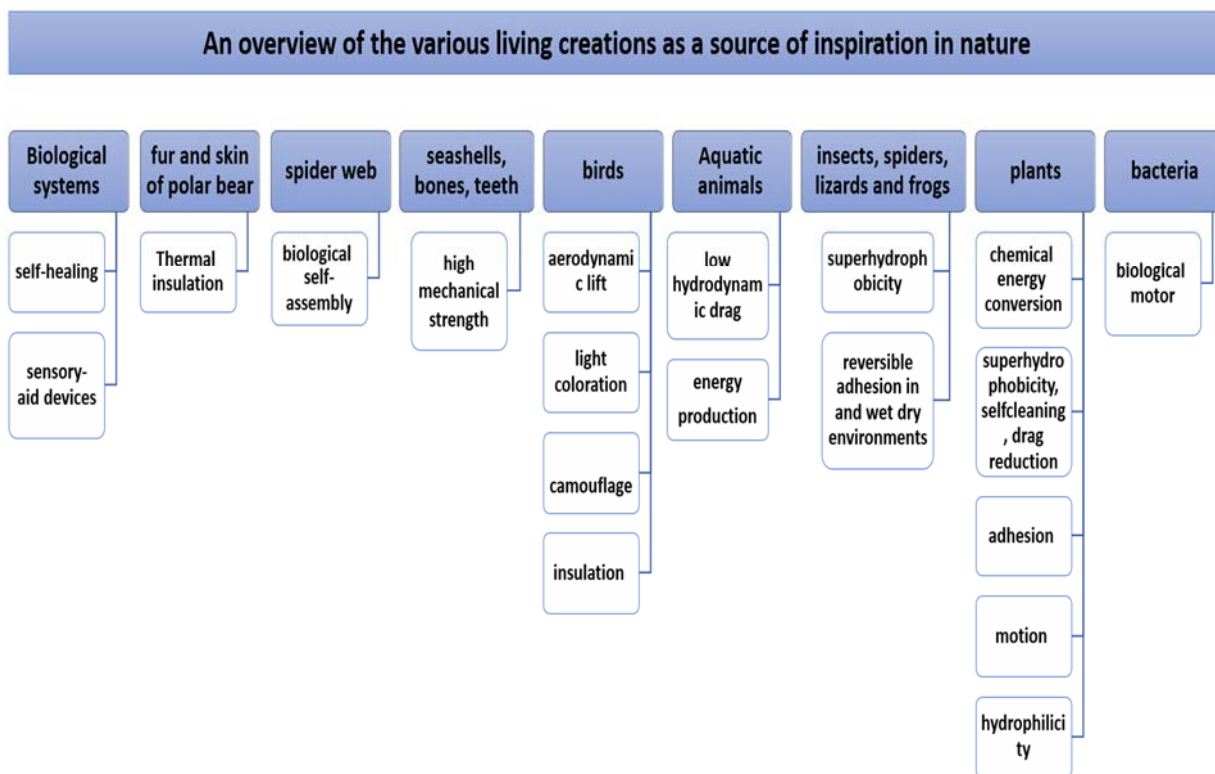 An overview of the various living creations as a source of inspiration in nature
Biological
systems
self-healing
sensory-
aid devices
fur and skin
of polar bear
Thermal
insulation
spider web
biological
self-
assembly
seashells,
bones, teeth
high
mechanical
strength
birds
aerodynami
c lift
light
coloration
camouflage
insulation
Aquatic
animals
low
hydrodynam
ic drag
energy
production
insects, spiders,
lizards and frogs
superhydroph
obicity
reversible
adhesion in
and wet dry
environments
plants
chemical
energy
conversion
superhydro
phobicity,
selfcleaning
, drag
reduction
adhesion
motion
hydrophilici
ty
bacteria
biological
motor